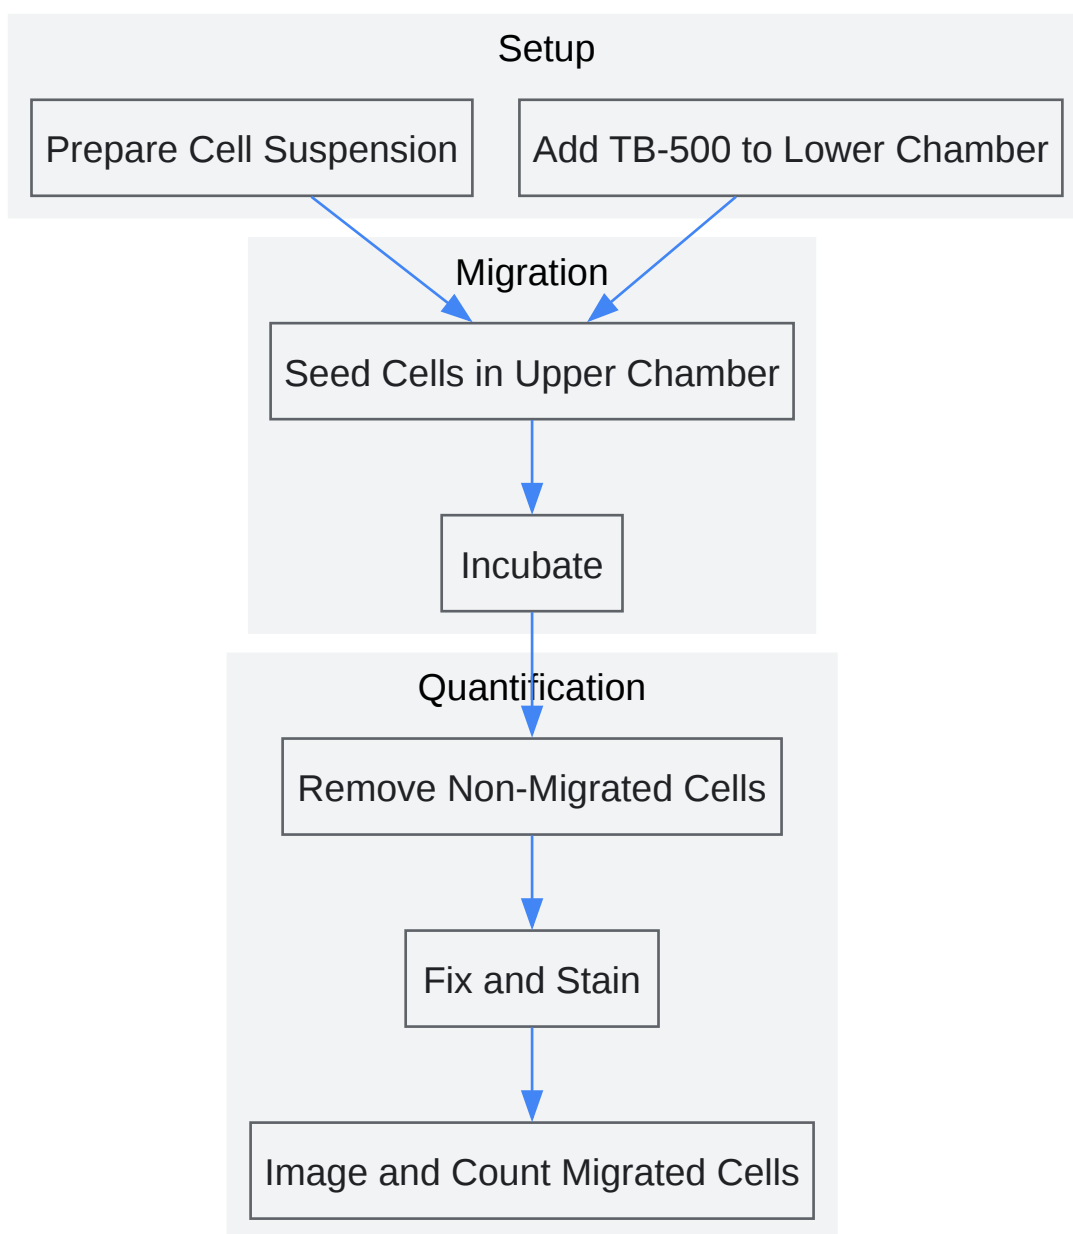 Setup
Prepare Cell Suspension
Add TB-500 to Lower Chamber
Migration
Seed Cells in Upper Chamber
Incubate
Quantification
Remove Non-Migrated Cells
Fix and Stain
Image and Count Migrated Cells